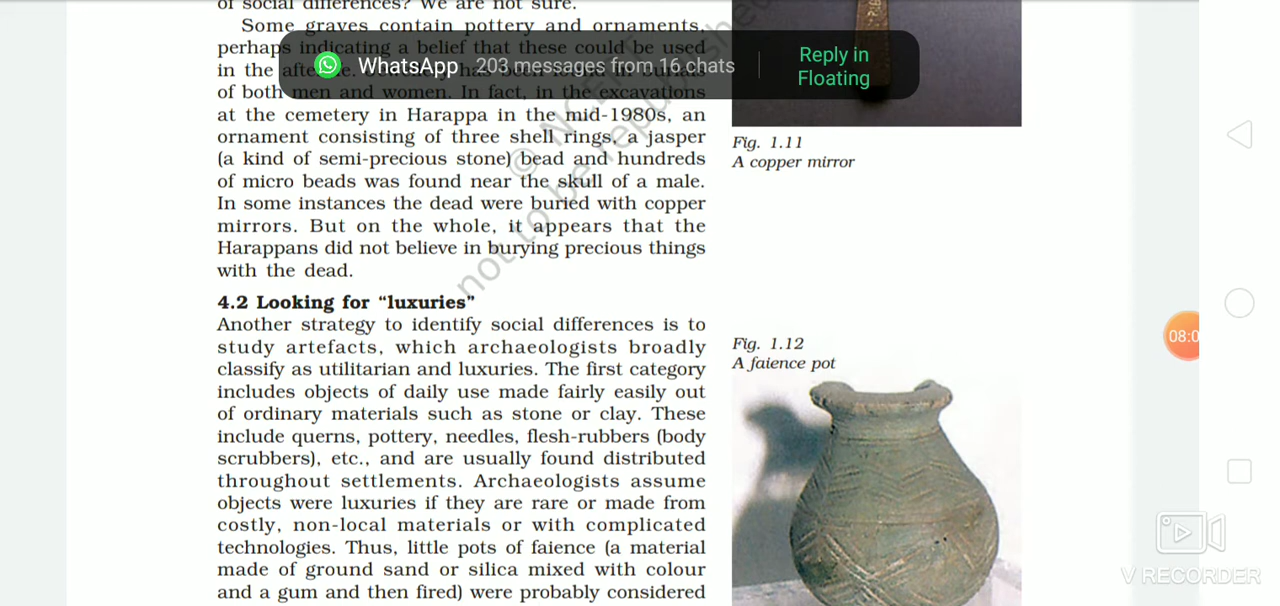 of social differences? We are not sure.
Some graves contain pottery and ornaments,
perhaps indicating a belief that these could be used
in the
of both men and women. In fact, in the excavations
at the cemetery in Harappa in the mid-1980s, an
ornament consisting of three shell rings, a jasper
(a kind of semi-precious stone) bead and hundreds
of micro beads was found near the skull of a male.
In some instances the dead were buried with copper
mirrors. But on the whole, it appears that the
Harappans did not believe in burying precious things
with the dead.
4.2 Looking for “luxuries”
Another strategy to identify social differences is to
study artefacts, which archaeologists broadly
classify as utilitarian and luxuries. The first category
includes objects of daily use made fairly easily out
of ordinary materials such as stone or clay. These
include querns, pottery, needles, flesh-rubbers (body
scrubbers), etc., and are usually found distributed
throughout settlements. Archaeologists assume
objects were luxuries if they are rare or made from
costly, non-local materials or with complicated
technologies. Thus, little pots of faience (a material
made of ground sand or silica mixed with colour
and a gum and then fired) were probably considered
WhatsApp 203 messages from 16 chats
Reply in
Floating
Fig. 1.11
A copper mirror
Fig. 1.12
A faience pot
not to be republished
08:0
V RECORDER